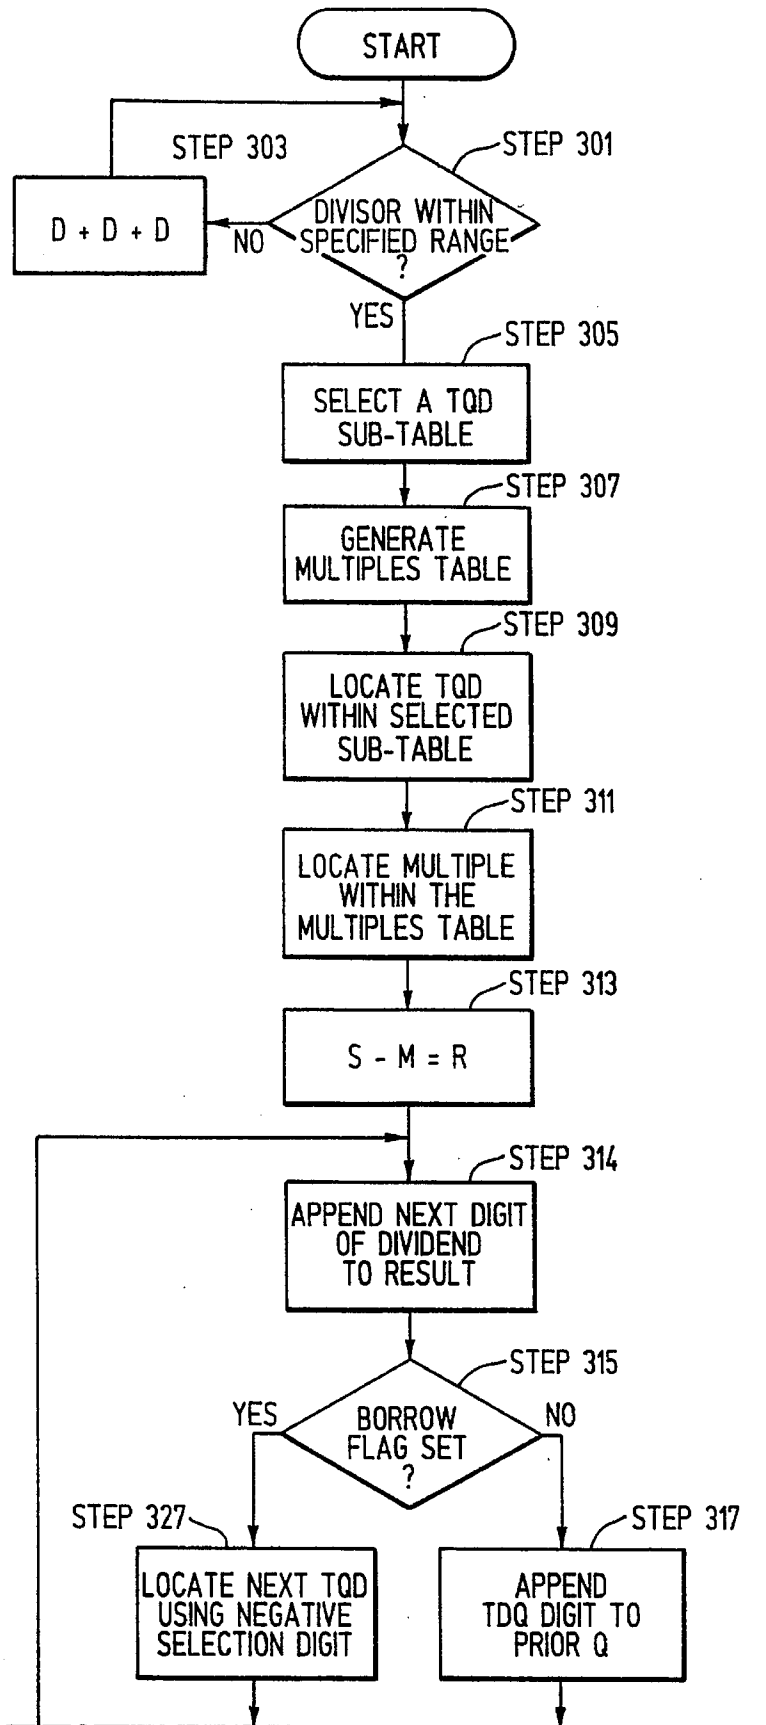 START
STEP 303
STEP 301
D + D + D
NO
DIVISOR WITHIN
SPECIFIED RANGE
?
YES
STEP 305
SELECT A TQD
SUB-TABLE
STEP 307
GENERATE
MULTIPLES TABLE
STEP 309
LOCATE TQD
WITHIN SELECTED
SUB-TABLE
STEP 311
LOCATE MULTIPLE
WITHIN THE
MULTIPLES TABLE
STEP 313
S - M = R
STEP 314
APPEND NEXT DIGIT
OF DIVIDEND
TO RESULT
STEP 315
YES
BORROW
FLAG SET
?
NO
STEP 327
LOCATE NEXT TQD
USING NEGATIVE
SELECTION DIGIT
STEP 317
APPEND
TDQ DIGIT TO
PRIOR Q